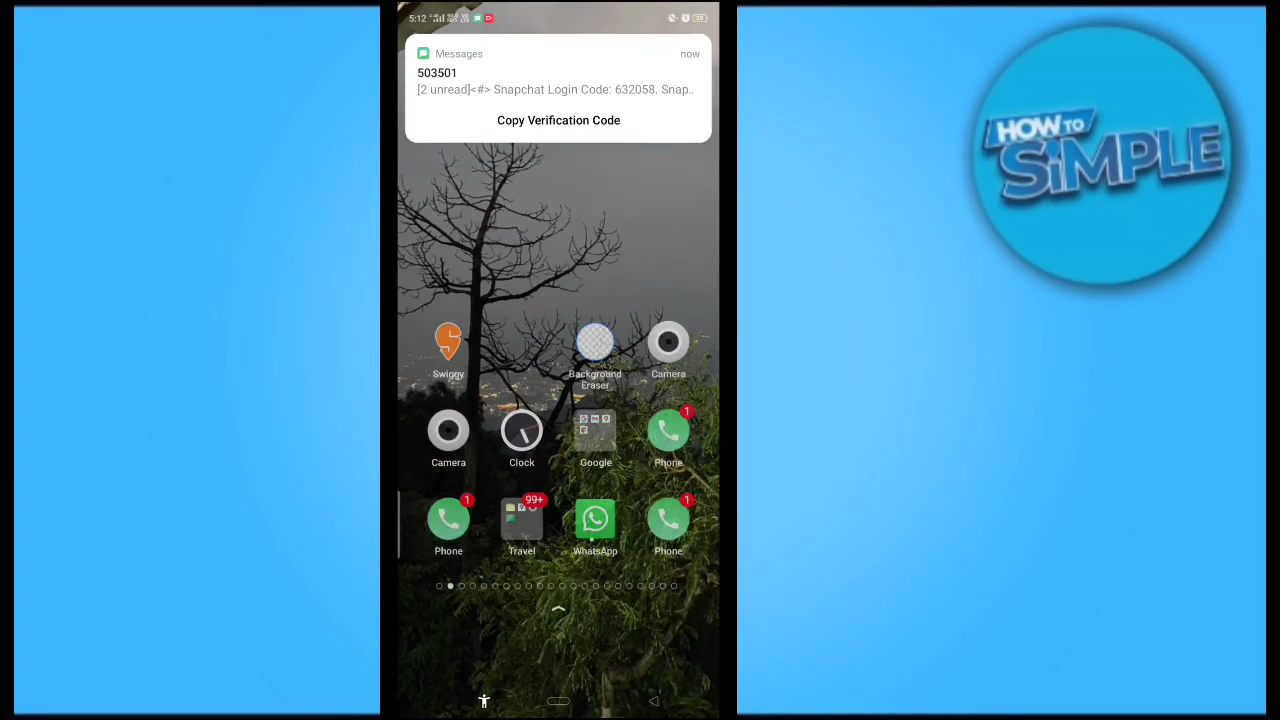 5:12
Messages
now
503501
[2 unread]<#> Snapchat Login Code: 632058. Snap..
Copy Verification Code
HOW TO
SiMPLE
Swiggy
Background
Eraser
Camera
Camera
Clock
Google
1
Phone
1
Phone
99+
Travel
WhatsApp
1
Phone